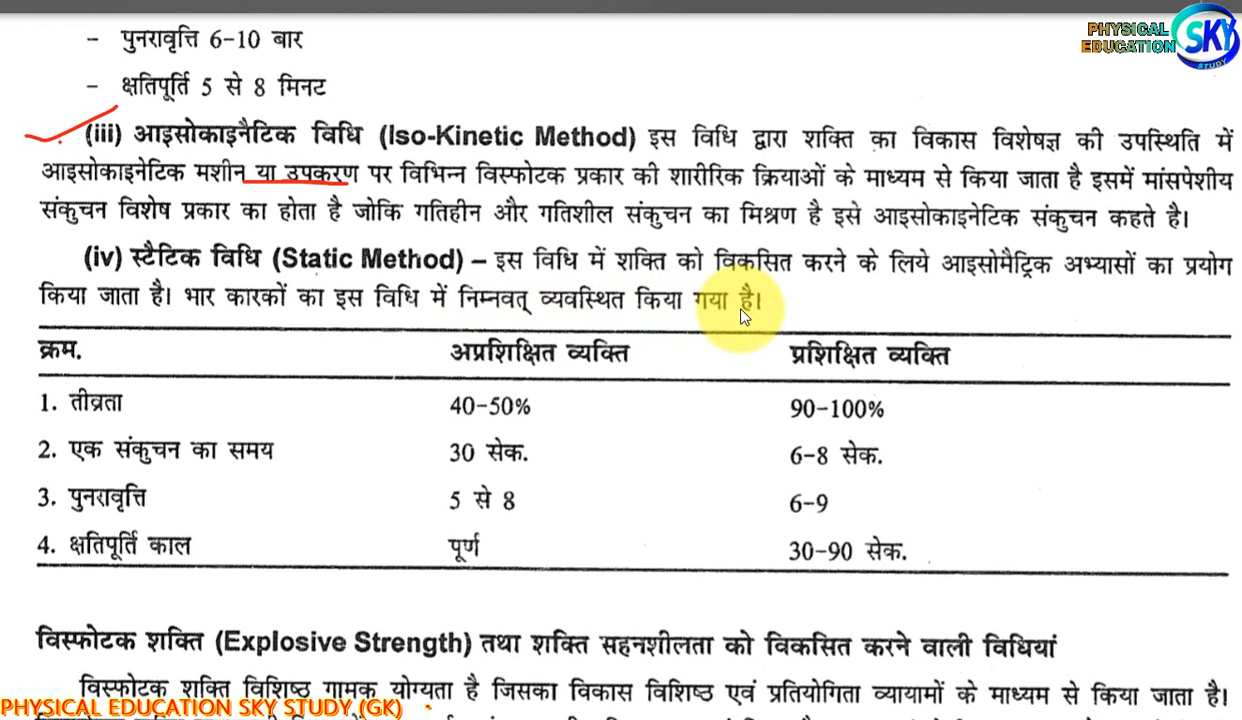 PHYSICAL
EDUCATION
SKY
STUDY
- पुनरावृत्ति 6-10 बार
- क्षतिपूर्ति 5 से 8 मिनट
(iii) आइसोकाइनैटिक विधि (Iso-Kinetic Method) इस विधि द्वारा शक्ति का विकास विशेषज्ञ की उपस्थिति में
आइसोकाइनेटिक मशीन या उपकरण पर विभिन्न विस्फोटक प्रकार की शारीरिक क्रियाओं के माध्यम से किया जाता है इसमें मांसपेशीय
संकुचन विशेष प्रकार का होता है जोकि गतिहीन और गतिशील संकुचन का मिश्रण है इसे आइसोकाइनेटिक संकुचन कहते है।
(iv) स्टैटिक विधि (Static Method) – इस विधि में शक्ति को विकसित करने के लिये आइसोमैट्रिक अभ्यासों का प्रयोग
किया जाता है। भार कारकों का इस विधि में निम्नवत् व्यवस्थित किया गया है।
क्रम. अप्रशिक्षित व्यक्ति प्रशिक्षित व्यक्ति
1. तीव्रता 40-50% 90-100%
2. एक संकुचन का समय 30 सेक. 6-8 सेक.
3. पुनरावृत्ति 5 से 8 6-9
4. क्षतिपूर्ति काल पूर्ण 30-90 सेक.
विस्फोटक शक्ति (Explosive Strength) तथा शक्ति सहनशीलता को विकसित करने वाली विधियां
विस्फोटक शक्ति विशिष्ठ गामक योग्यता है जिसका विकास विशिष्ठ एवं प्रतियोगिता व्यायामों के माध्यम से किया जाता है।
PHYSICAL EDUCATION SKY STUDY (GK)